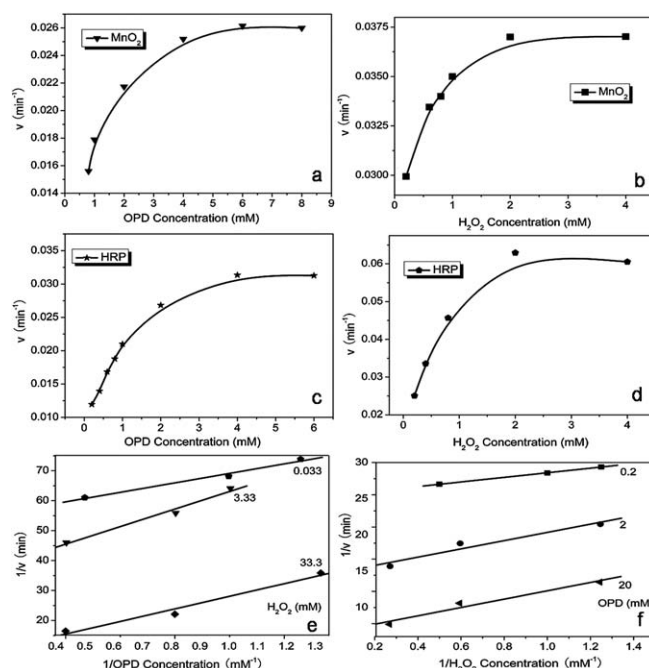 0.026
0.024
0.022
0.020
0.018
0.016
0.014
v (min⁻¹)
MnO₂
a
0 1 2 3 4 5 6 7 8 9
OPD Concentration (mM)
0.0375
0.0350
0.0325
0.0300
v (min⁻¹)
MnO₂
b
0 1 2 3 4
H₂O₂ Concentration (mM)
0.035
0.030
0.025
0.020
0.015
0.010
v (min⁻¹)
HRP
c
0 1 2 3 4 5 6
OPD Concentration (mM)
0.06
0.05
0.04
0.03
0.02
v (min⁻¹)
HRP
d
0 1 2 3 4
H₂O₂ Concentration (mM)
70
60
50
40
30
20
1/v (min)
0.033
3.33
33.3
H₂O₂ (mM)
e
0.4 0.5 0.6 0.7 0.8 0.9 1.0 1.1 1.2 1.3
1/OPD Concentration (mM⁻¹)
30
25
20
15
10
1/v (min)
0.2
2
20
OPD (mM
f
0.2 0.4 0.6 0.8 1.0 1.2 1.4
1/H₂O₂ Concentration (mM⁻¹)